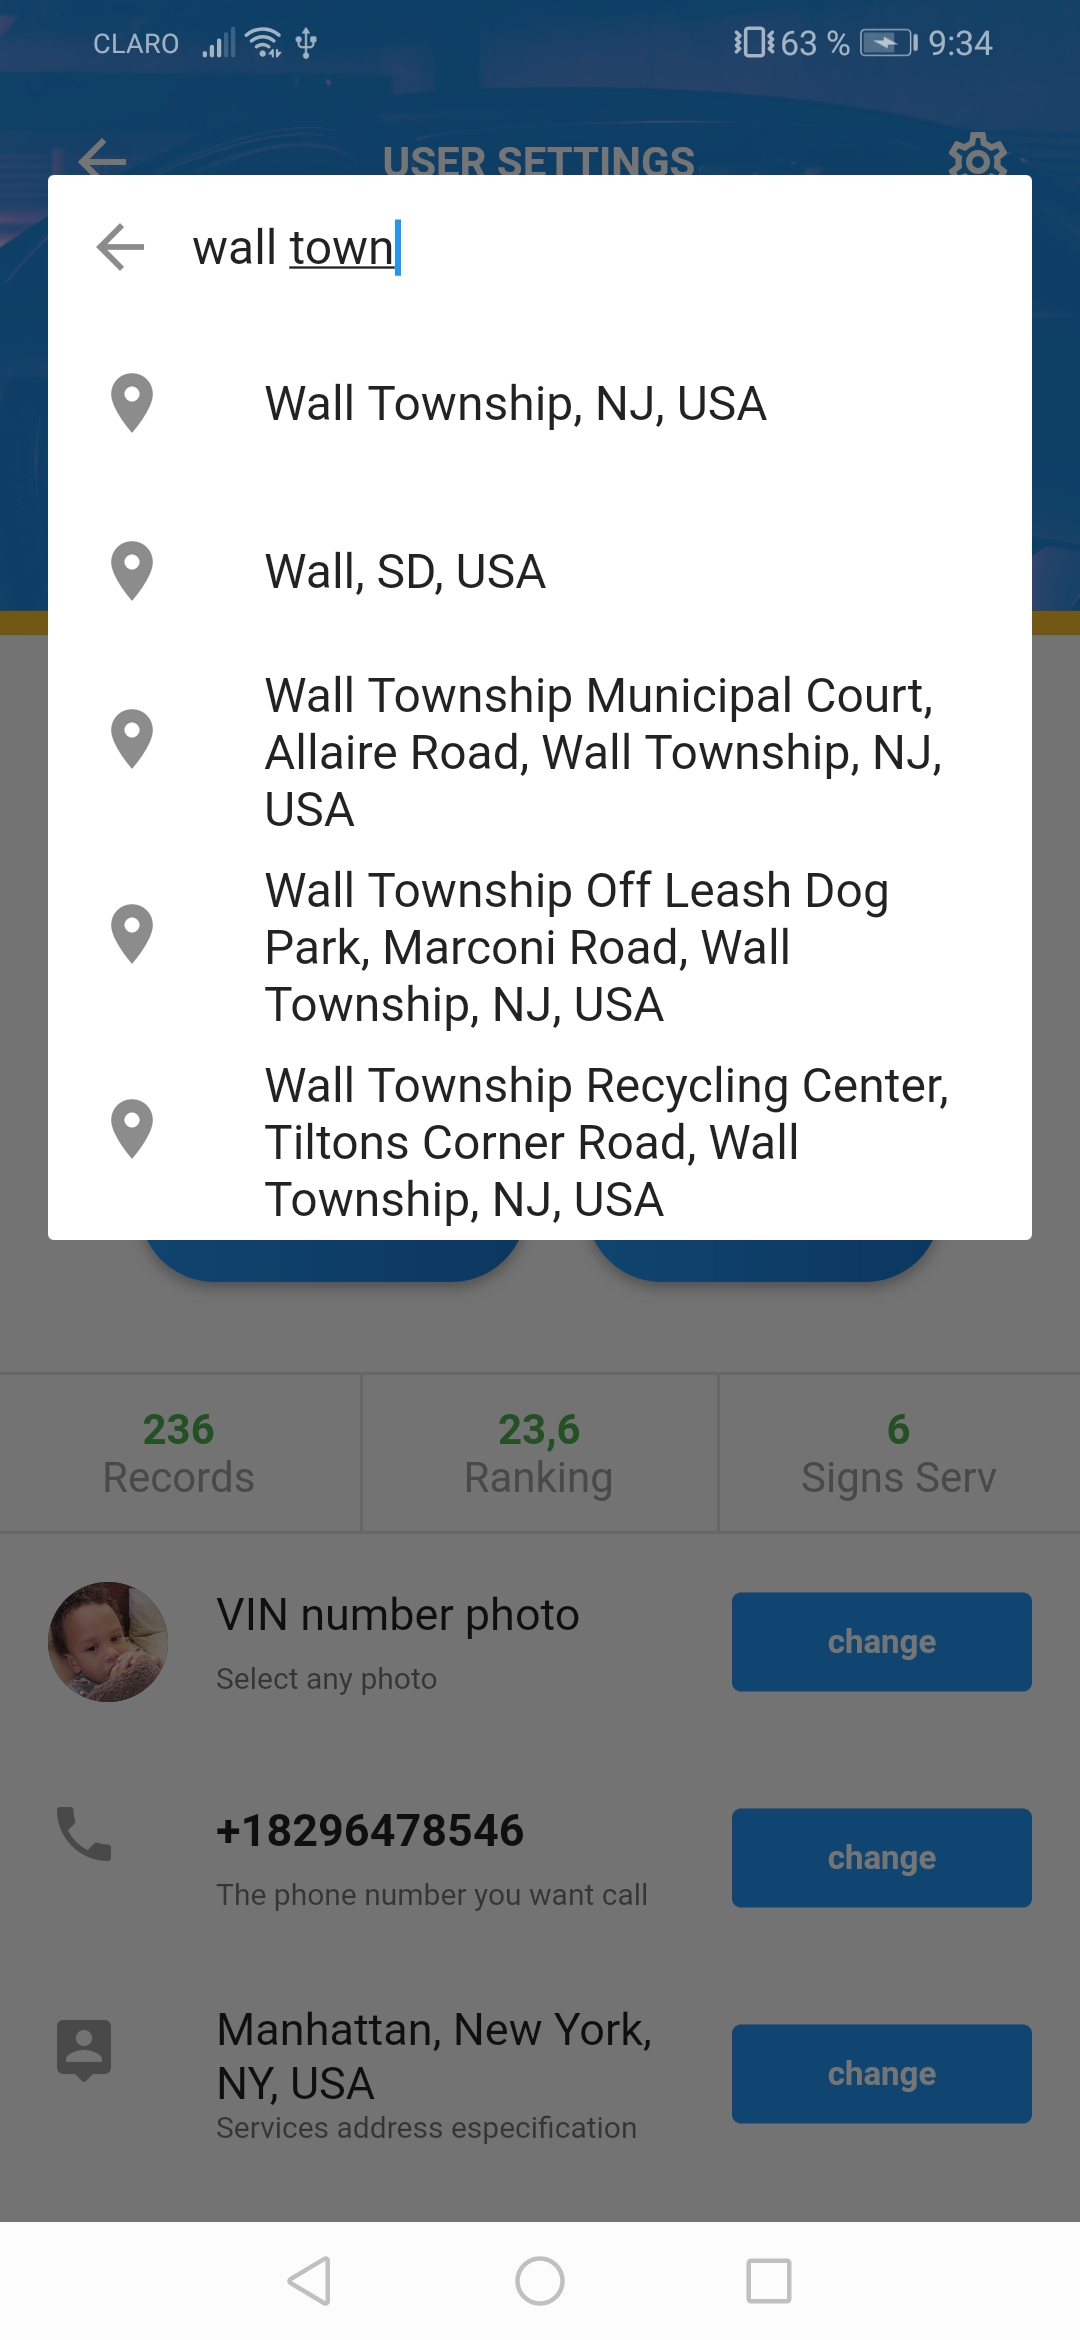 CLARO 63 % 9:34
USER SETTINGS
wall town
Wall Township, NJ, USA
Wall, SD, USA
Wall Township Municipal Court,
Allaire Road, Wall Township, NJ,
USA
Wall Township Off Leash Dog
Park, Marconi Road, Wall
Township, NJ, USA
Wall Township Recycling Center,
Tiltons Corner Road, Wall
Township, NJ, USA
236 23,6 6
Records Ranking Signs Serv
VIN number photo
Select any photo
change
+18296478546
The phone number you want call
change
Manhattan, New York,
NY, USA
Services address especification
change